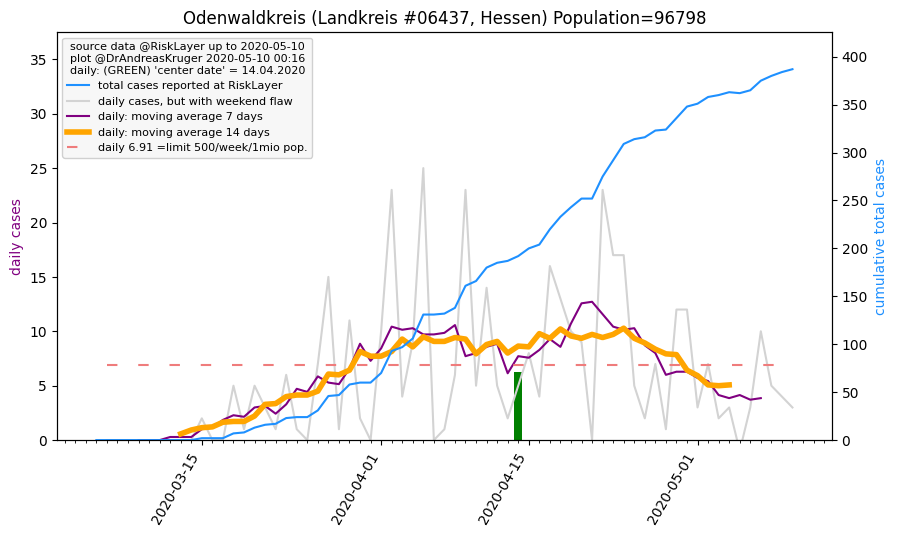 Odenwaldkreis (Landkreis #06437, Hessen) Population=96798
source data @RiskLayer up to 2020-05-10
plot @DrAndreasKruger 2020-05-10 00:16
daily: (GREEN) 'center date' = 14.04.2020
total cases reported at RiskLayer
daily cases, but with weekend flaw
daily: moving average 7 days
daily: moving average 14 days
daily 6.91 =limit 500/week/1mio pop.
daily cases
35
30
25
20
15
10
5
0
cumulative total cases
400
350
300
250
200
150
100
50
0
2020-03-15
2020-04-01
2020-04-15
2020-05-01